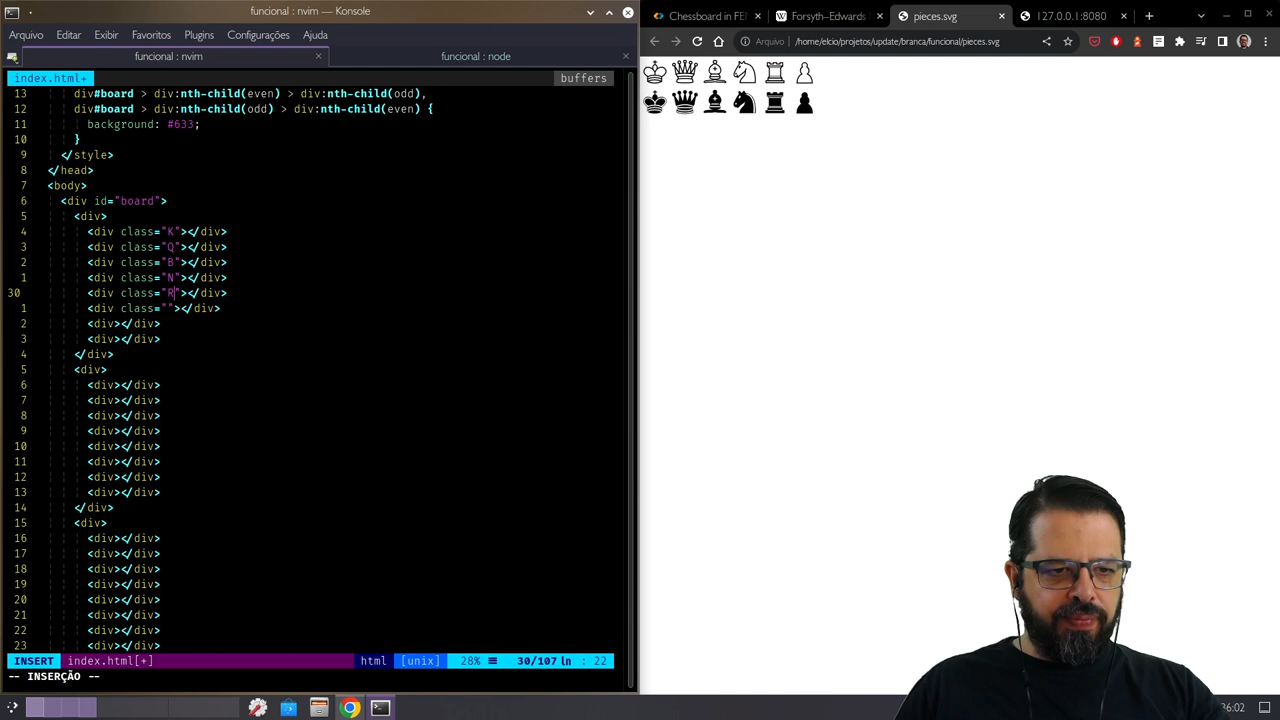 funcional : nvim — Konsole
Arquivo Editar Exibir Favoritos Plugins Configurações Ajuda
funcional : nvim
funcional : node
index.html+
buffers
13 div#board > div:nth-child(even) > div:nth-child(odd),
12 div#board > div:nth-child(odd) > div:nth-child(even) {
11 background: #633;
10 }
9 </style>
8 </head>
7 <body>
6 <div id="board">
5 <div>
4 <div class="K"></div>
3 <div class="Q"></div>
2 <div class="B"></div>
1 <div class="N"></div>
30 <div class="R"></div>
1 <div class=""></div>
2 <div></div>
3 <div></div>
4 </div>
5 <div>
6 <div></div>
7 <div></div>
8 <div></div>
9 <div></div>
10 <div></div>
11 <div></div>
12 <div></div>
13 <div></div>
14 </div>
15 <div>
16 <div></div>
17 <div></div>
18 <div></div>
19 <div></div>
20 <div></div>
21 <div></div>
22 <div></div>
23 <div></div>
INSERT index.html[+] html [unix] 28% 30/107 ln : 22
-- INSERÇÃO --
Chessboard in FEN
Forsyth–Edwards N
pieces.svg
127.0.0.1:8080
Arquivo /home/elcio/projetos/update/branca/funcional/pieces.svg
36:02